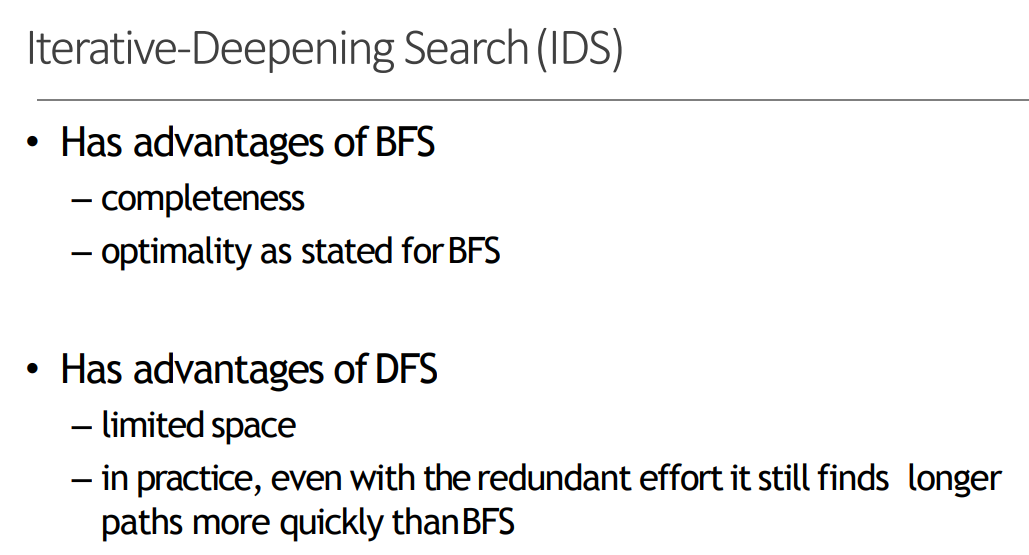 Iterative-Deepening Search (IDS)
• Has advantages of BFS
– completeness
– optimality as stated for BFS
• Has advantages of DFS
– limited space
– in practice, even with the redundant effort it still finds longer
paths more quickly than BFS